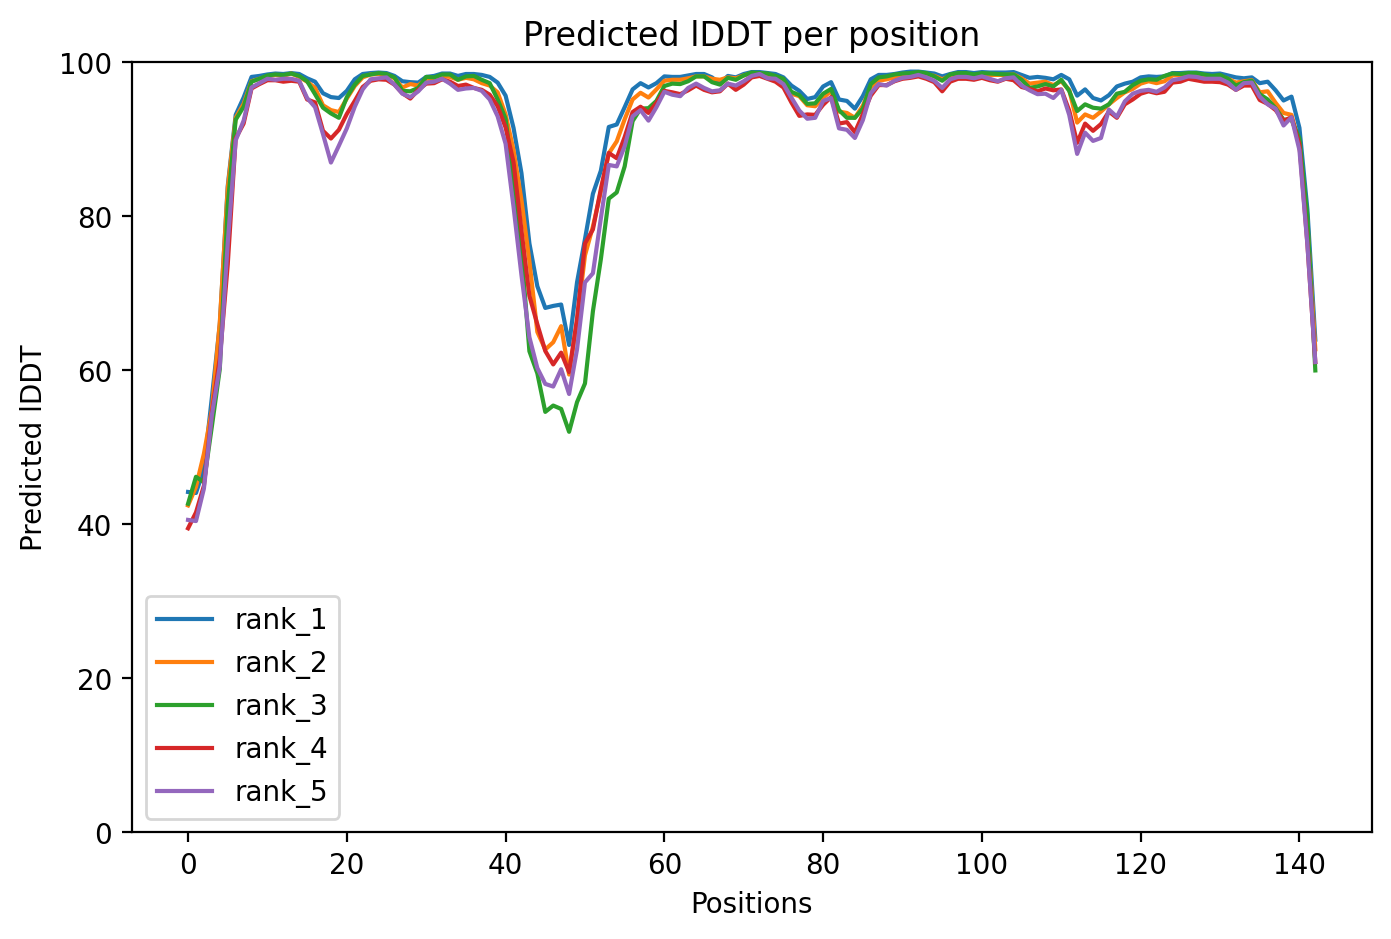 Predicted lDDT per position
100
80
60
40
20
0
Predicted lDDT
rank_1
rank_2
rank_3
rank_4
rank_5
0 20 40 60 80 100 120 140
Positions